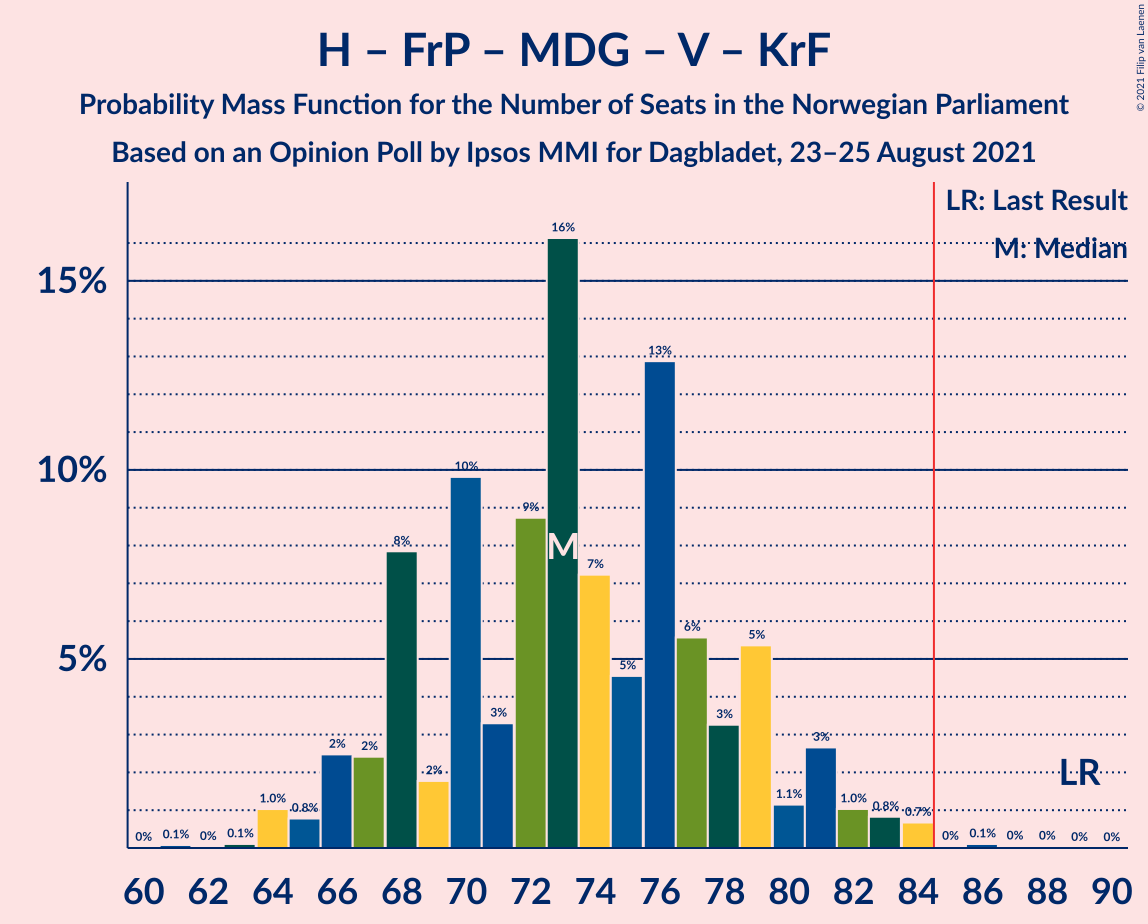 H – FrP – MDG – V – KrF
Probability Mass Function for the Number of Seats in the Norwegian Parliament
Based on an Opinion Poll by Ipsos MMI for Dagbladet, 23–25 August 2021
© 2021 Filip van Laenen
LR: Last Result
M: Median
15%
10%
5%
0% 0.1% 0% 0.1% 1.0% 0.8% 2% 2% 8% 2% 10% 3% 9% 16% 7% 5% 13% 6% 3% 5% 1.1% 3% 1.0% 0.8% 0.7% 0% 0.1% 0% 0% 0% 0%
M
LR
60 62 64 66 68 70 72 74 76 78 80 82 84 86 88 90